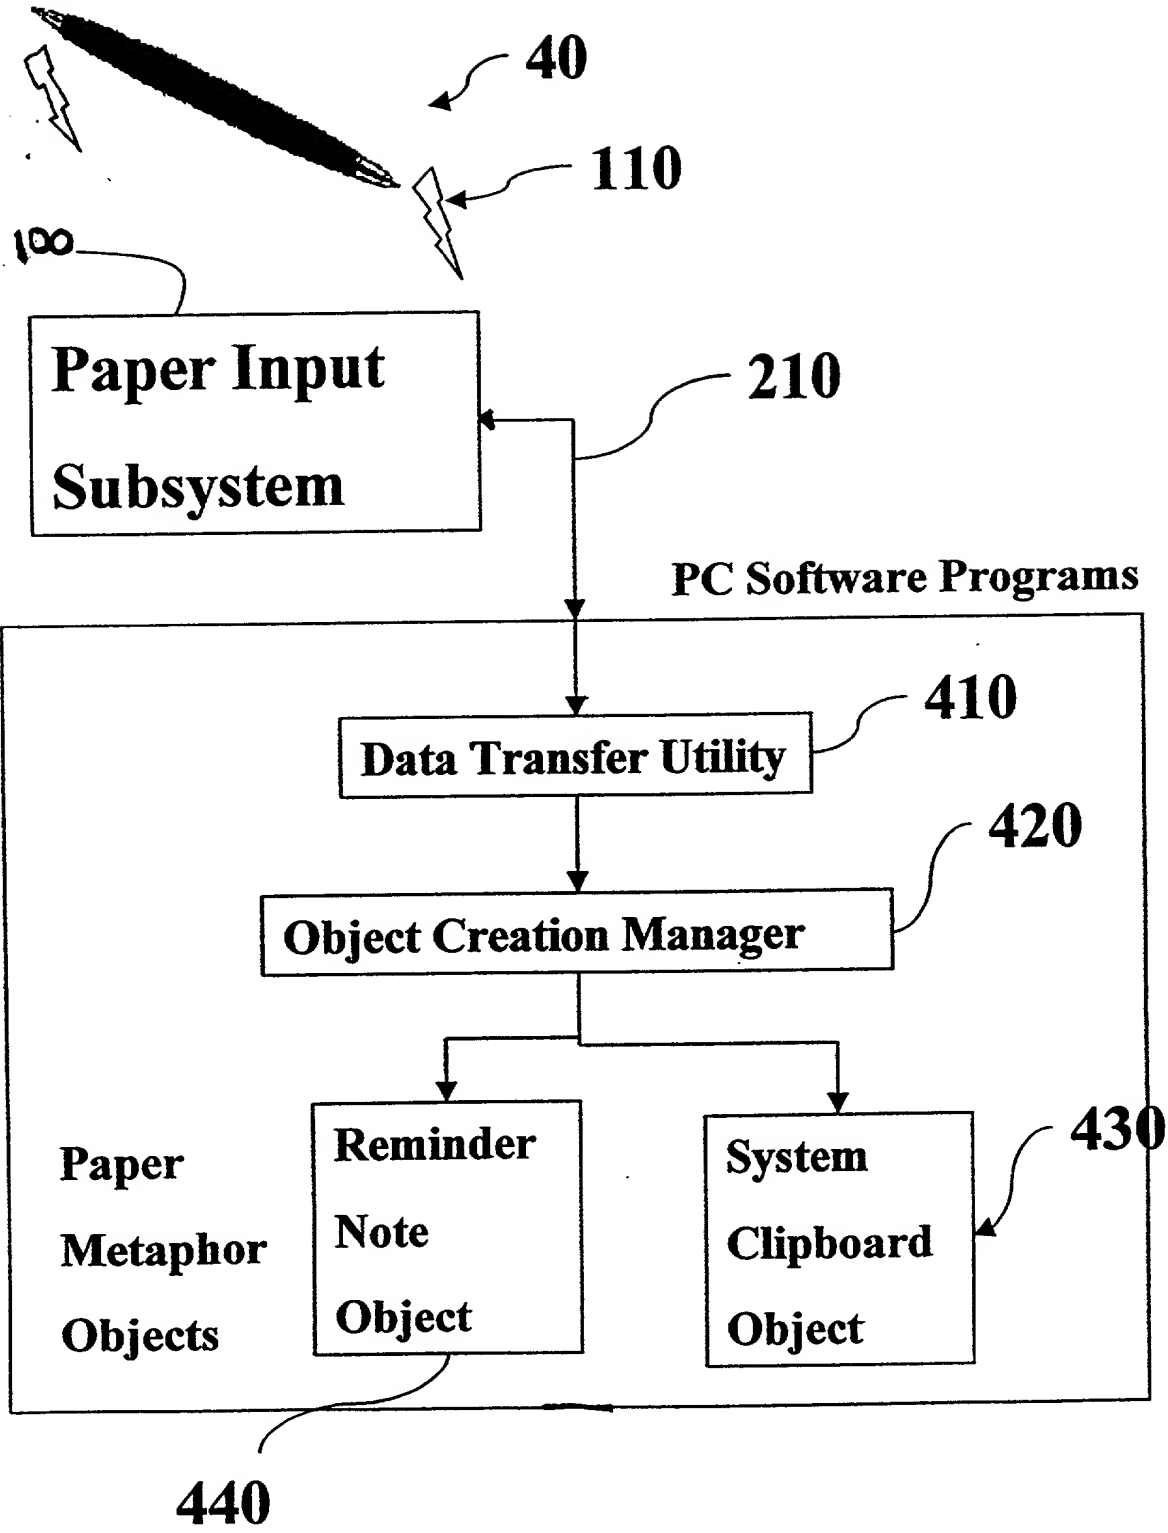 40
110
100
Paper Input
Subsystem
210
PC Software Programs
410
Data Transfer Utility
420
Object Creation Manager
Paper
Metaphor
Objects
Reminder
Note
Object
System
Clipboard
Object
430
440